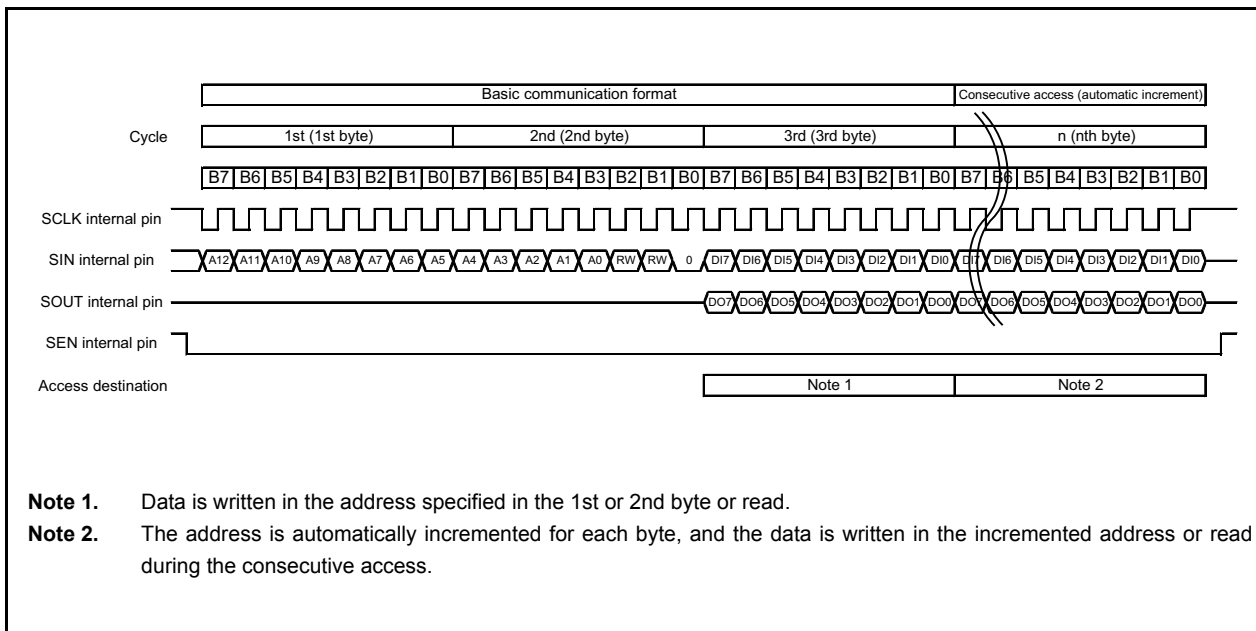 Basic communication format Consecutive access (automatic increment)
Cycle 1st (1st byte) 2nd (2nd byte) 3rd (3rd byte) n (nth byte)
B7 B6 B5 B4 B3 B2 B1 B0 B7 B6 B5 B4 B3 B2 B1 B0 B7 B6 B5 B4 B3 B2 B1 B0 B7 B6 B5 B4 B3 B2 B1 B0
SCLK internal pin
SIN internal pin A12 A11 A10 A9 A8 A7 A6 A5 A4 A3 A2 A1 A0 RW RW 0 DI7 DI6 DI5 DI4 DI3 DI2 DI1 DI0 DI7 DI6 DI5 DI4 DI3 DI2 DI1 DI0
SOUT internal pin DO7 DO6 DO5 DO4 DO3 DO2 DO1 DO0 DO7 DO6 DO5 DO4 DO3 DO2 DO1 DO0
SEN internal pin
Access destination Note 1 Note 2
Note 1. Data is written in the address specified in the 1st or 2nd byte or read.
Note 2. The address is automatically incremented for each byte, and the data is written in the incremented address or read
during the consecutive access.